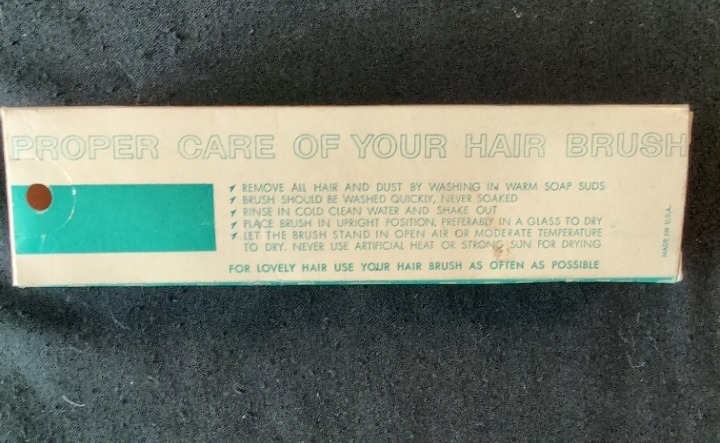 PROPER CARE OF YOUR HAIR BRUSH
✓ REMOVE ALL HAIR AND DUST BY WASHING IN WARM SOAP SUDS
✓ BRUSH SHOULD BE WASHED QUICKLY, NEVER SOAKED
✓ RINSE IN COLD CLEAN WATER AND SHAKE OUT
✓ PLACE BRUSH IN UPRIGHT POSITION, PREFERABLY IN A GLASS TO DRY
✓ LET THE BRUSH STAND IN OPEN AIR OR MODERATE TEMPERATURE
TO DRY. NEVER USE ARTIFICIAL HEAT OR STRONG SUN FOR DRYING
FOR LOVELY HAIR USE YOUR HAIR BRUSH AS OFTEN AS POSSIBLE
MADE IN U.S.A.